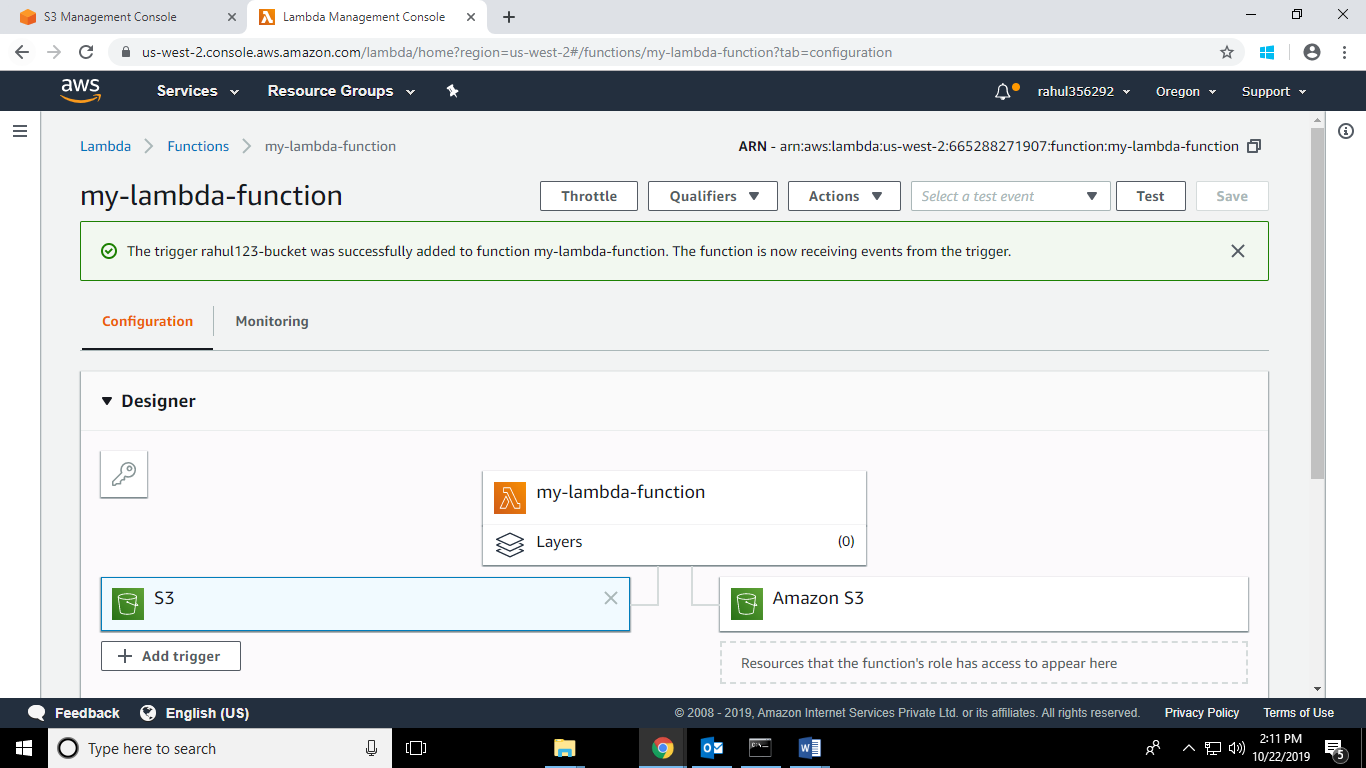 S3 Management Console
Lambda Management Console
us-west-2.console.aws.amazon.com/lambda/home?region=us-west-2#/functions/my-lambda-function?tab=configuration
aws
Services
Resource Groups
rahul356292
Oregon
Support
Lambda
Functions
my-lambda-function
ARN - arn:aws:lambda:us-west-2:665288271907:function:my-lambda-function
my-lambda-function
Throttle
Qualifiers
Actions
Select a test event
Test
Save
The trigger rahul123-bucket was successfully added to function my-lambda-function. The function is now receiving events from the trigger.
Configuration
Monitoring
Designer
my-lambda-function
Layers
(0)
S3
Amazon S3
Add trigger
Resources that the function's role has access to appear here
Feedback
English (US)
© 2008 - 2019, Amazon Internet Services Private Ltd. or its affiliates. All rights reserved.
Privacy Policy
Terms of Use
Type here to search
2:11 PM
10/22/2019
5